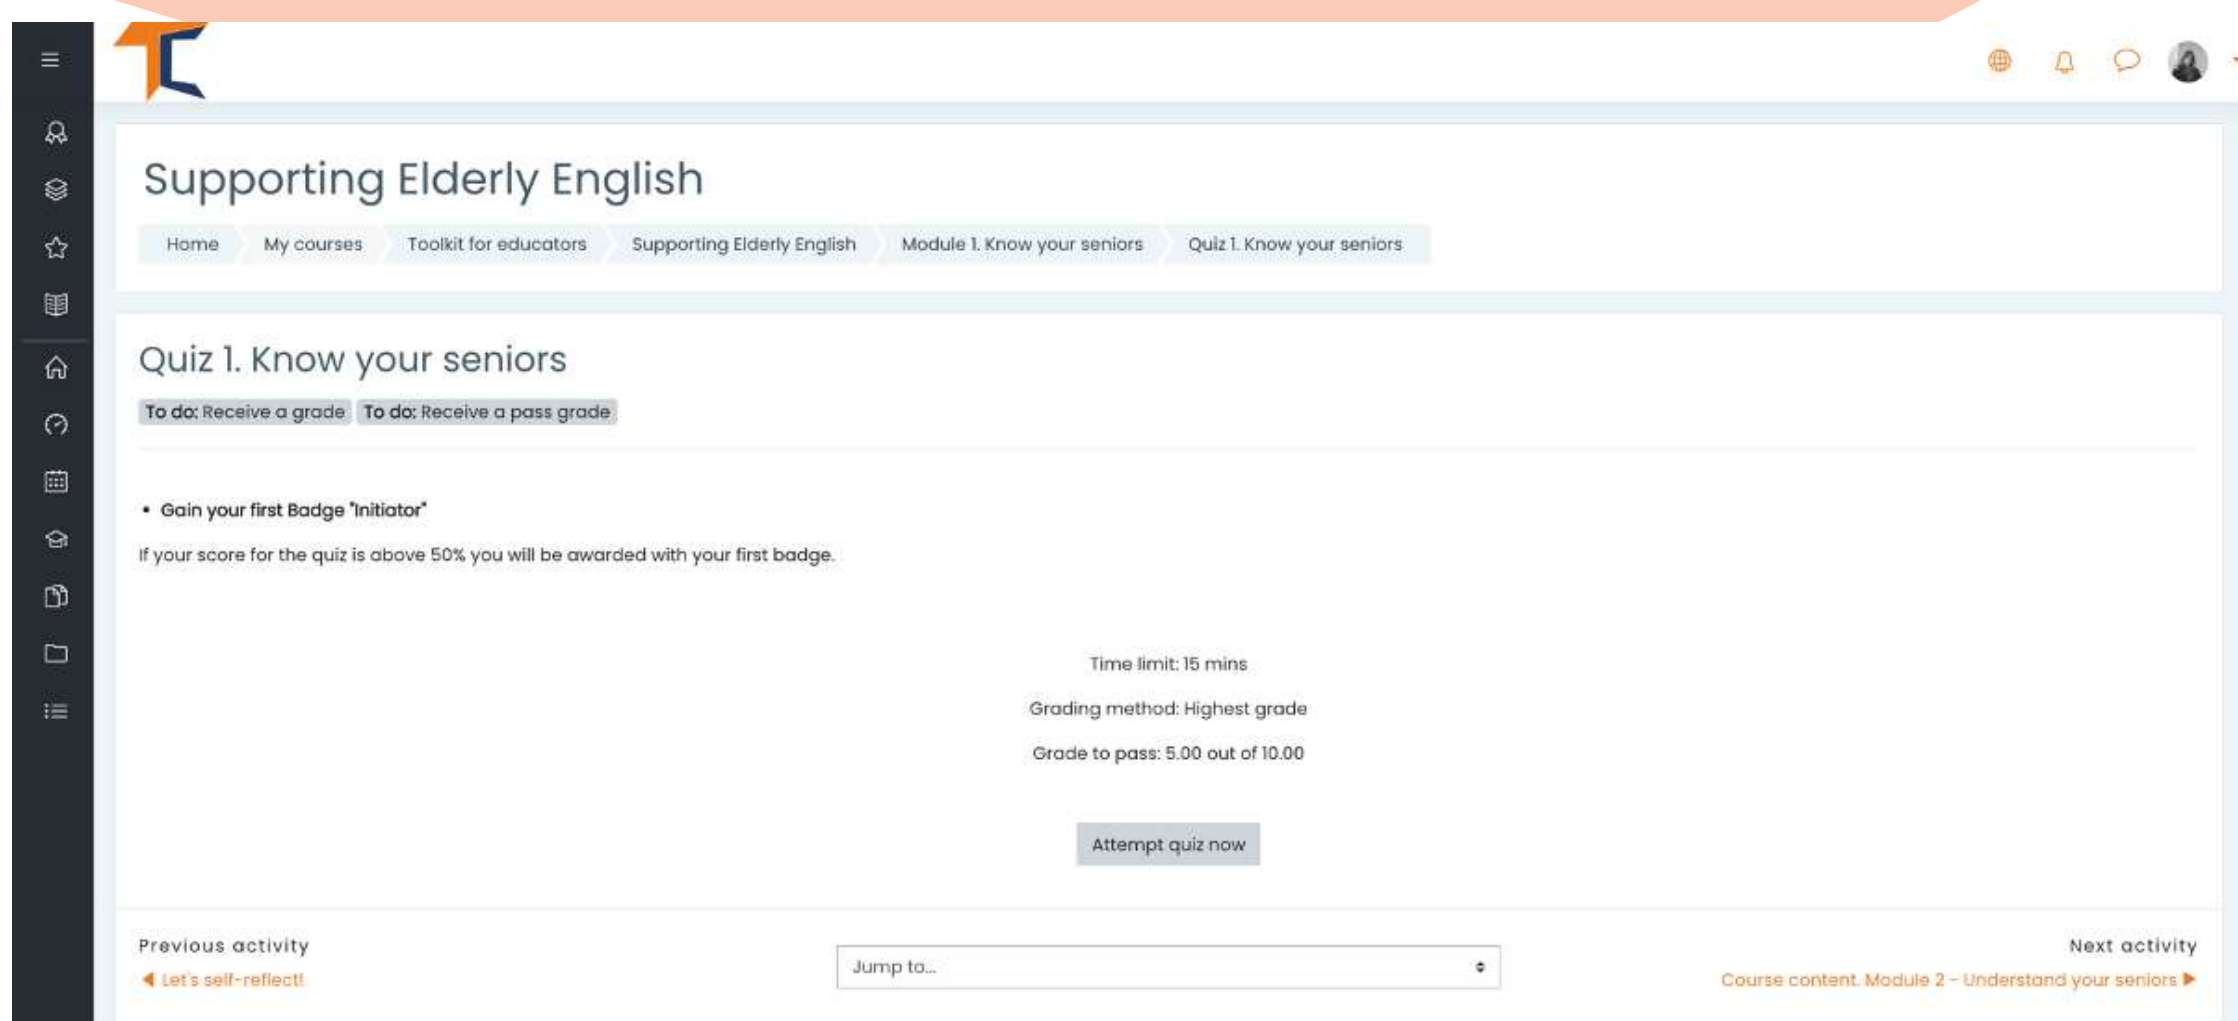 Supporting Elderly English
Home My courses Toolkit for educators Supporting Elderly English Module 1. Know your seniors Quiz 1. Know your seniors
Quiz 1. Know your seniors
To do: Receive a grade To do: Receive a pass grade
• Gain your first Badge "Initiator"
If your score for the quiz is above 50% you will be awarded with your first badge.
Time limit: 15 mins
Grading method: Highest grade
Grade to pass: 5.00 out of 10.00
Attempt quiz now
Previous activity
◀ Let's self-reflect!
Jump to...
Next activity
Course content. Module 2 - Understand your seniors ▶